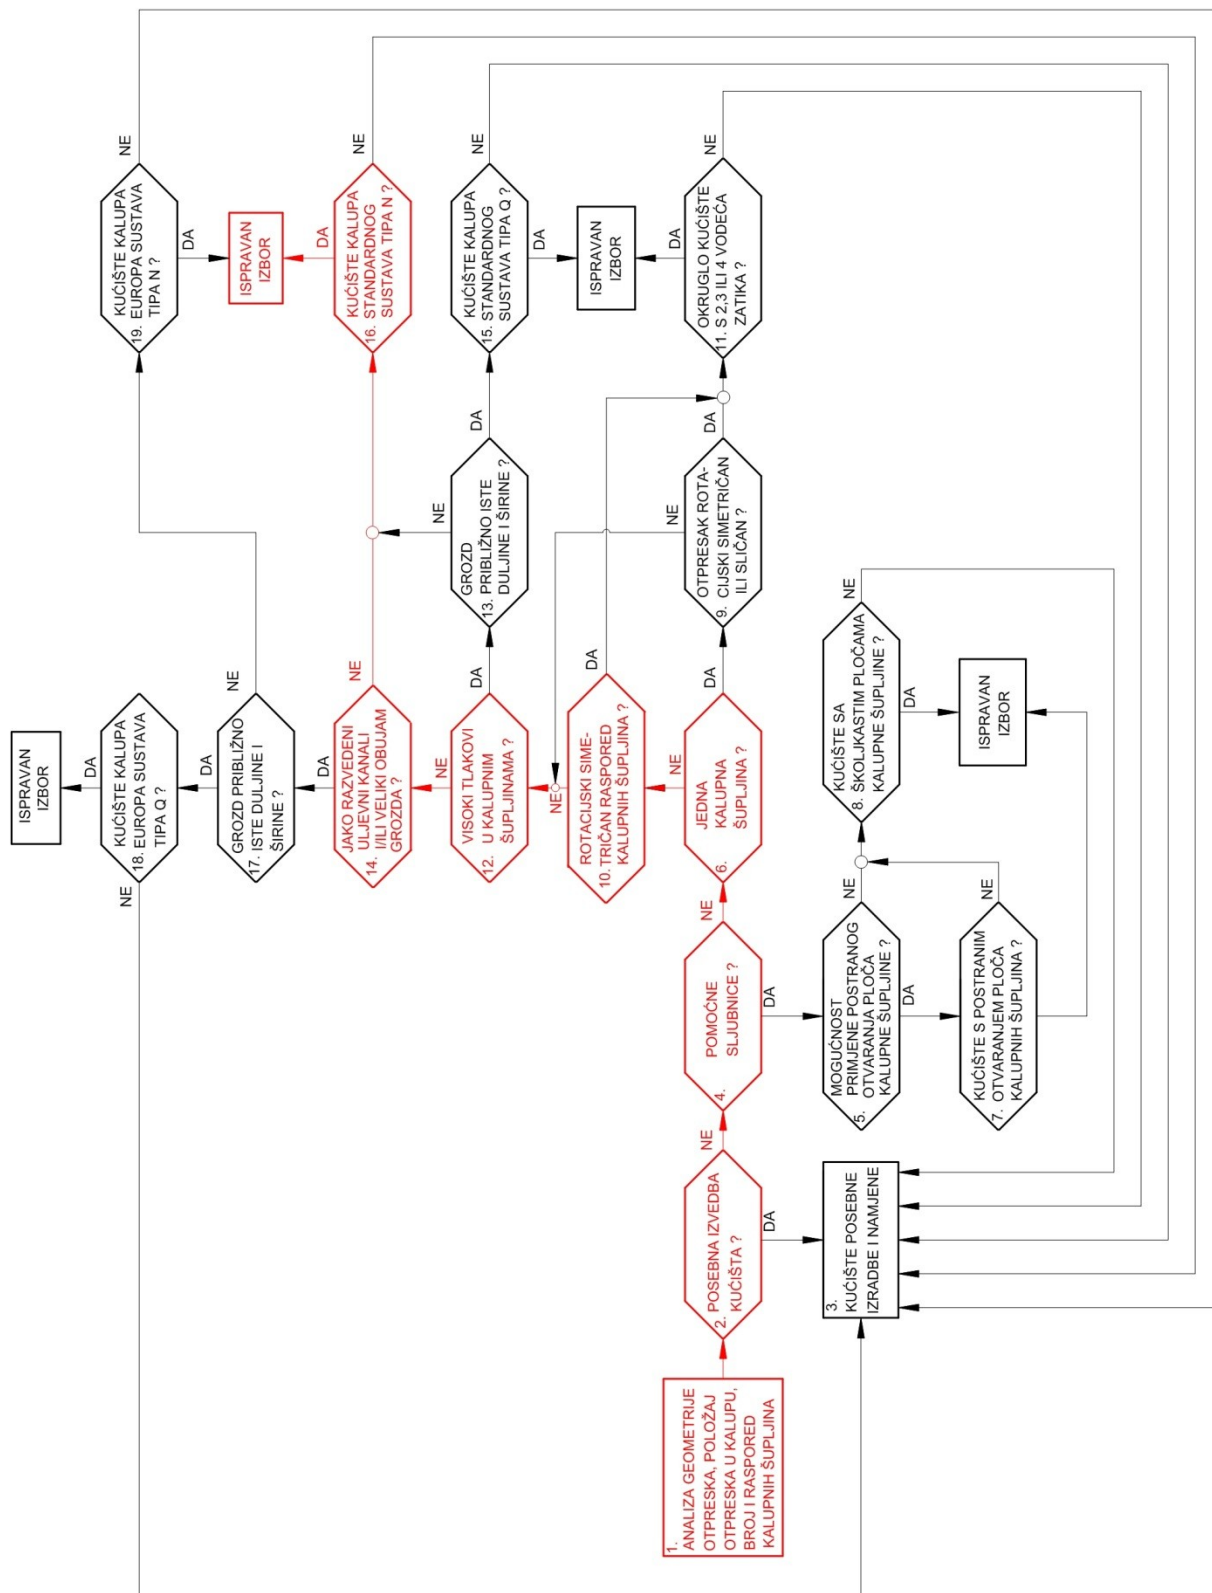 1.
ANALIZA GEOMETRIJE
OTPRESKA, POLOŽAJ
OTPRESKA U KALUPU,
BROJ I RASPORED
KALUPNIH ŠUPLJINA
2. POSEBNA IZVEDBA
KUĆIŠTA ?
NE
DA
3.
KUĆIŠTE POSEBNE
IZRADBE I NAMJENE
4. POMOĆNE
SLJUBNICE ?
NE
DA
MOGUĆNOST
PRIMJENE POSTRANOG
5. OTVARANJA PLOČA
KALUPNE ŠUPLJINE ?
NE
DA
6. JEDNA
KALUPNA
ŠUPLJINA ?
NE
DA
KUĆIŠTE S POSTRANIM
7. OTVARANJEM PLOČA
KALUPNIH ŠUPLJINA ?
NE
KUĆIŠTE SA
8. ŠKOLJKASTIM PLOČAMA
KALUPNE ŠUPLJINE ?
NE
DA
ISPRAVAN
IZBOR
OTPRESAK ROTA-
9. CIJSKI SIMETRIČAN
ILI SLIČAN ?
NE
DA
ROTACIJSKI SIME-
10. TRIČAN RASPORED
KALUPNIH ŠUPLJINA ?
NE
DA
OKRUGLO KUĆIŠTE
11. S 2,3 ILI 4 VODEĆA
ZATIKA ?
NE
DA
ISPRAVAN
IZBOR
VISOKI TLAKOVI
12. U KALUPNIM
ŠUPLJINAMA ?
NE
DA
GROZD
13. PRIBLIŽNO ISTE
DULJINE I ŠIRINE ?
NE
DA
JAKO RAZVEDENI
ULJEVNI KANALI
14. I/ILI VELIKI OBUJAM
GROZDA ?
NE
DA
KUĆIŠTE KALUPA
15. STANDARDNOG
SUSTAVA TIPA Q ?
NE
DA
KUĆIŠTE KALUPA
16. STANDARDNOG
SUSTAVA TIPA N ?
NE
DA
ISPRAVAN
IZBOR
GROZD PRIBLIŽNO
17. ISTE DULJINE I
ŠIRINE ?
NE
DA
KUĆIŠTE KALUPA
18. EUROPA SUSTAVA
TIPA Q ?
NE
DA
ISPRAVAN
IZBOR
KUĆIŠTE KALUPA
19. EUROPA SUSTAVA
TIPA N ?
NE
DA